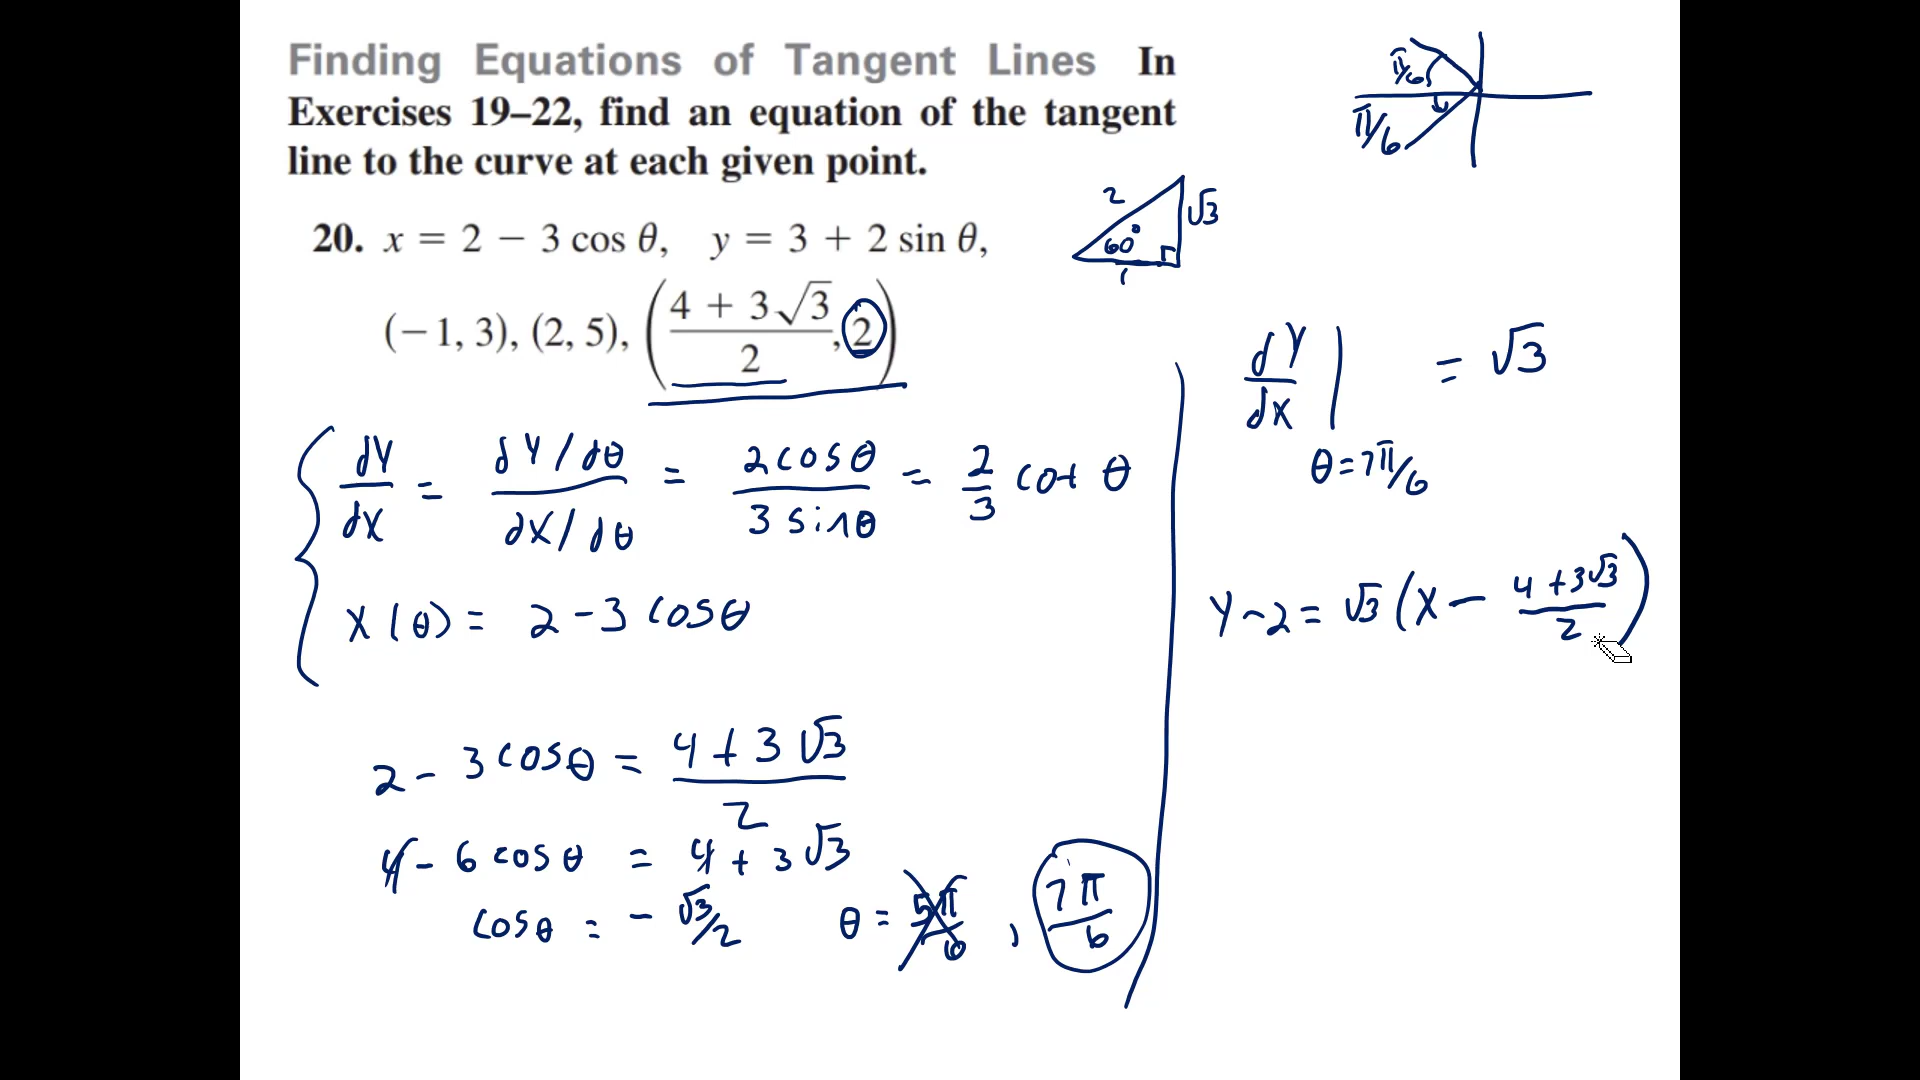 Finding Equations of Tangent Lines In
Exercises 19–22, find an equation of the tangent
line to the curve at each given point.
20. x = 2 − 3 cos θ, y = 3 + 2 sin θ,
(−1, 3), (2, 5), ((4 + 3√3)/2, 2)
π/6
π/6
2 √3
60°
1
dY/dX = (dY/dθ)/(dX/dθ) = (2cosθ)/(3sinθ) = 2/3 cot θ
X(θ) = 2 - 3 cosθ
2 - 3cosθ = (4 + 3√3)/2
4 - 6 cosθ = 4 + 3√3
cosθ = - √3/2 θ = 5π/6 , 7π/6
dY/dX | = √3
θ = 7π/6
Y - 2 = √3 (X - (4 + 3√3)/2)